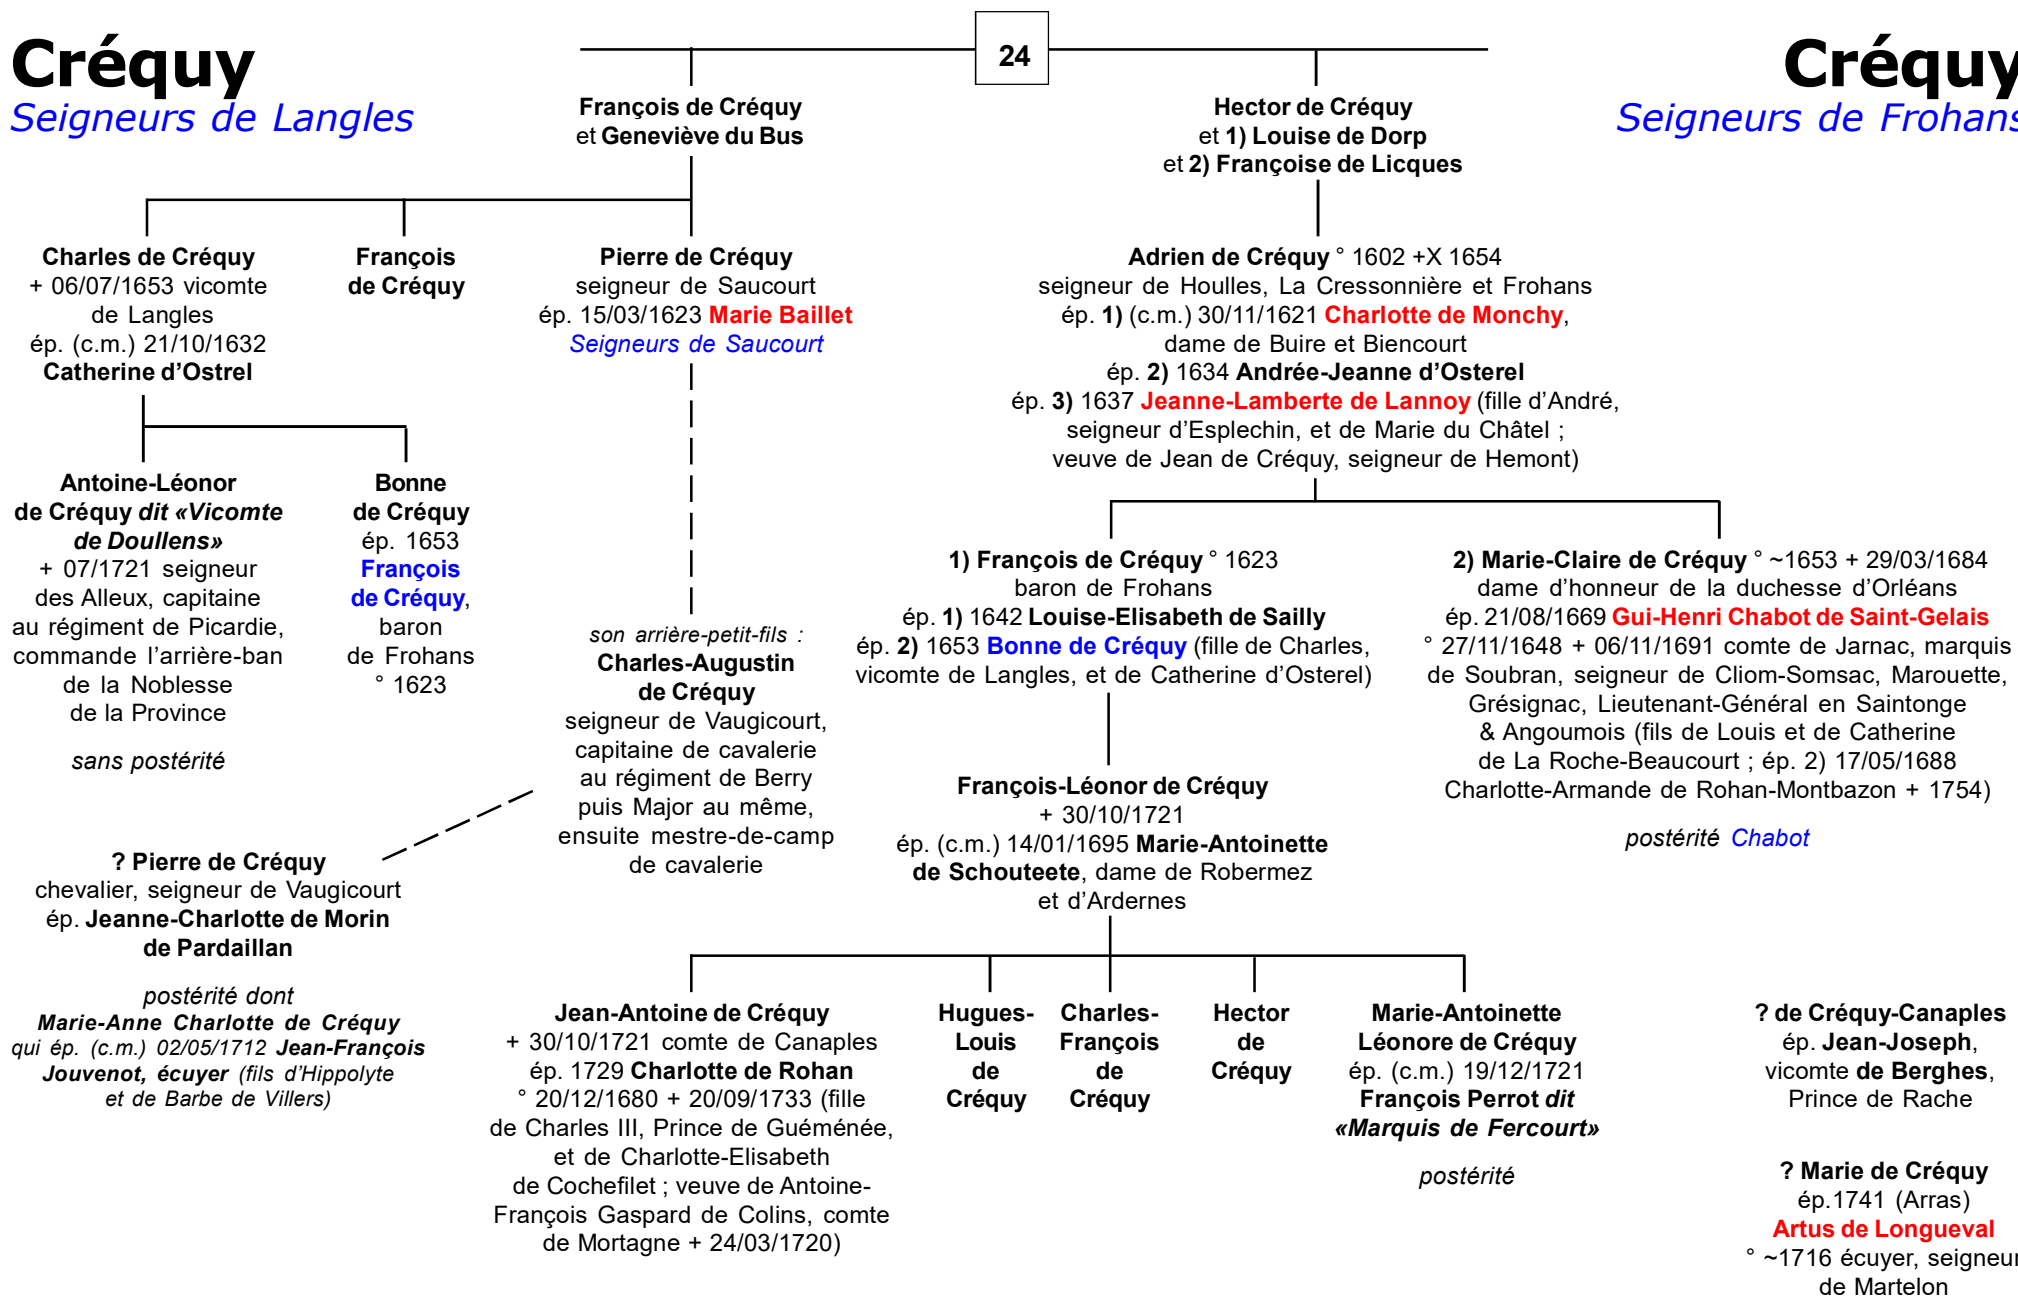 Créquy
Seigneurs de Langles
24
Créquy
Seigneurs de Frohans
François de Créquy
et Geneviève du Bus
Hector de Créquy
et 1) Louise de Dorp
et 2) Françoise de Licques
Charles de Créquy
+ 06/07/1653 vicomte
de Langles
ép. (c.m.) 21/10/1632
Catherine d’Ostrel
François
de Créquy
Pierre de Créquy
seigneur de Saucourt
ép. 15/03/1623 Marie Baillet
Seigneurs de Saucourt
Adrien de Créquy ° 1602 +X 1654
seigneur de Houlles, La Cressonnière et Frohans
ép. 1) (c.m.) 30/11/1621 Charlotte de Monchy,
dame de Buire et Biencourt
ép. 2) 1634 Andrée-Jeanne d’Osterel
ép. 3) 1637 Jeanne-Lamberte de Lannoy (fille d’André,
seigneur d’Esplechin, et de Marie du Châtel ;
veuve de Jean de Créquy, seigneur de Hemont)
Antoine-Léonor
de Créquy dit «Vicomte
de Doullens»
+ 07/1721 seigneur
des Alleux, capitaine
au régiment de Picardie,
commande l’arrière-ban
de la Noblesse
de la Province
sans postérité
Bonne
de Créquy
ép. 1653
François
de Créquy,
baron
de Frohans
° 1623
son arrière-petit-fils :
Charles-Augustin
de Créquy
seigneur de Vaugicourt,
capitaine de cavalerie
au régiment de Berry
puis Major au même,
ensuite mestre-de-camp
de cavalerie
1) François de Créquy ° 1623
baron de Frohans
ép. 1) 1642 Louise-Elisabeth de Sailly
ép. 2) 1653 Bonne de Créquy (fille de Charles,
vicomte de Langles, et de Catherine d’Osterel)
2) Marie-Claire de Créquy ° ~1653 + 29/03/1684
dame d’honneur de la duchesse d’Orléans
ép. 21/08/1669 Gui-Henri Chabot de Saint-Gelais
° 27/11/1648 + 06/11/1691 comte de Jarnac, marquis
de Soubran, seigneur de Cliom-Somsac, Marouette,
Grésignac, Lieutenant-Général en Saintonge
& Angoumois (fils de Louis et de Catherine
de La Roche-Beaucourt ; ép. 2) 17/05/1688
Charlotte-Armande de Rohan-Montbazon + 1754)
postérité Chabot
François-Léonor de Créquy
+ 30/10/1721
ép. (c.m.) 14/01/1695 Marie-Antoinette
de Schouteete, dame de Robermez
et d’Ardernes
? Pierre de Créquy
chevalier, seigneur de Vaugicourt
ép. Jeanne-Charlotte de Morin
de Pardaillan
postérité dont
Marie-Anne Charlotte de Créquy
qui ép. (c.m.) 02/05/1712 Jean-François
Jouvenot, écuyer (fils d’Hippolyte
et de Barbe de Villers)
Jean-Antoine de Créquy
+ 30/10/1721 comte de Canaples
ép. 1729 Charlotte de Rohan
° 20/12/1680 + 20/09/1733 (fille
de Charles III, Prince de Guéménée,
et de Charlotte-Elisabeth
de Cochefilet ; veuve de Antoine-
François Gaspard de Colins, comte
de Mortagne + 24/03/1720)
Hugues-
Louis
de
Créquy
Charles-
François
de
Créquy
Hector
de
Créquy
Marie-Antoinette
Léonore de Créquy
ép. (c.m.) 19/12/1721
François Perrot dit
«Marquis de Fercourt»
postérité
? de Créquy-Canaples
ép. Jean-Joseph,
vicomte de Berghes,
Prince de Rache
? Marie de Créquy
ép.1741 (Arras)
Artus de Longueval
° ~1716 écuyer, seigneur
de Martelon